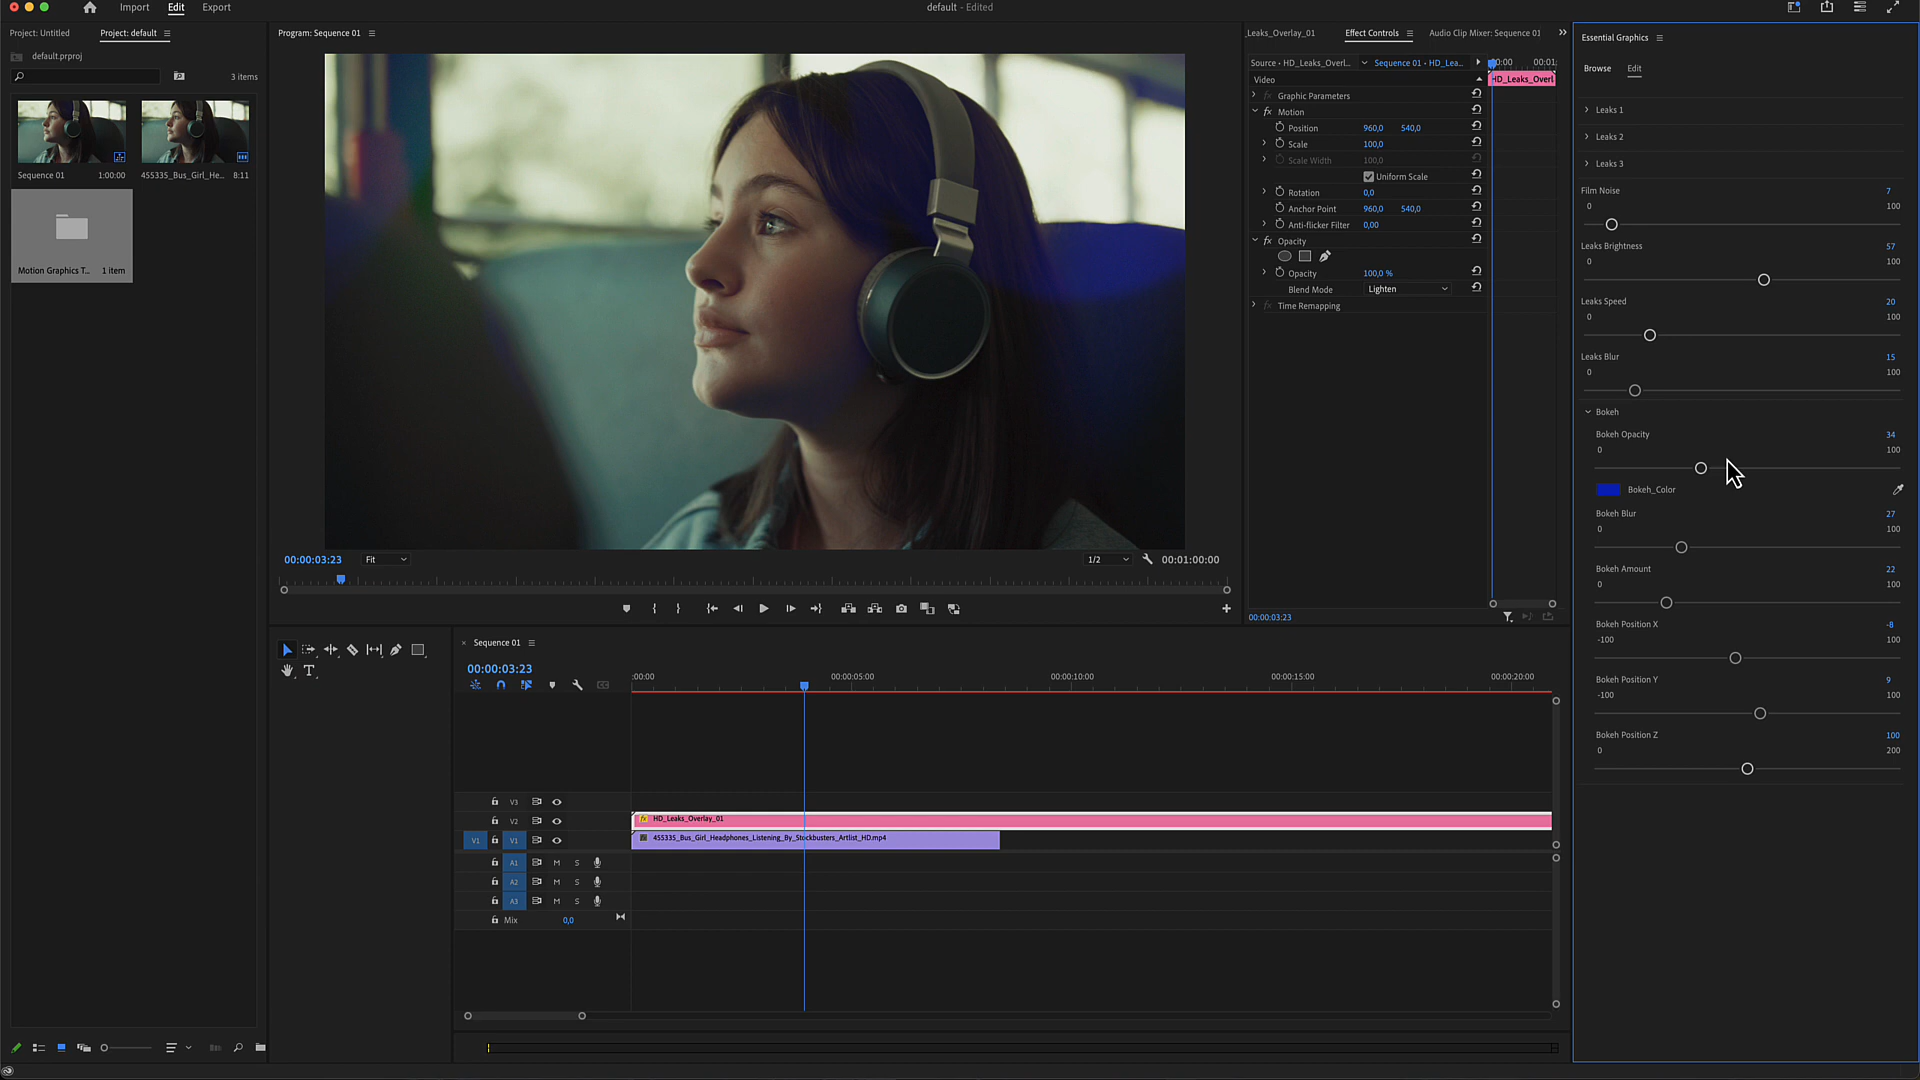 Import Edit Export
default - Edited
Project: Untitled
Project: default
default.prproj
3 items
Sequence 01 1:00:00
455335_Bus_Girl_He... 8:11
Motion Graphics T... 1 item
Program: Sequence 01
00:00:03:23
Fit
1/2
00:01:00:00
_Leaks_Overlay_01
Effect Controls
Audio Clip Mixer: Sequence 01
Source • HD_Leaks_Overl...
Sequence 01 • HD_Lea...
Video
Graphic Parameters
fx Motion
Position 960,0 540,0
Scale 100,0
Scale Width 100,0
Uniform Scale
Rotation 0,0
Anchor Point 960,0 540,0
Anti-flicker Filter 0,00
fx Opacity
Opacity 100,0 %
Blend Mode Lighten
fx Time Remapping
00:00:03:23
:00:00 00:01:
HD_Leaks_Overl
Essential Graphics
Browse Edit
Leaks 1
Leaks 2
Leaks 3
Film Noise 7
0 100
Leaks Brightness 57
0 100
Leaks Speed 20
0 100
Leaks Blur 15
0 100
Bokeh
Bokeh Opacity 34
0 100
Bokeh_Color
Bokeh Blur 27
0 100
Bokeh Amount 22
0 100
Bokeh Position X -8
-100 100
Bokeh Position Y 9
-100 100
Bokeh Position Z 100
0 200
Sequence 01
00:00:03:23
:00:00 00:00:05:00 00:00:10:00 00:00:15:00 00:00:20:00
V3
V2
HD_Leaks_Overlay_01
V1 V1
455335_Bus_Girl_Headphones_Listening_By_Stockbusters_Artlist_HD.mp4
A1 M S
A2 M S
A3 M S
Mix 0,0